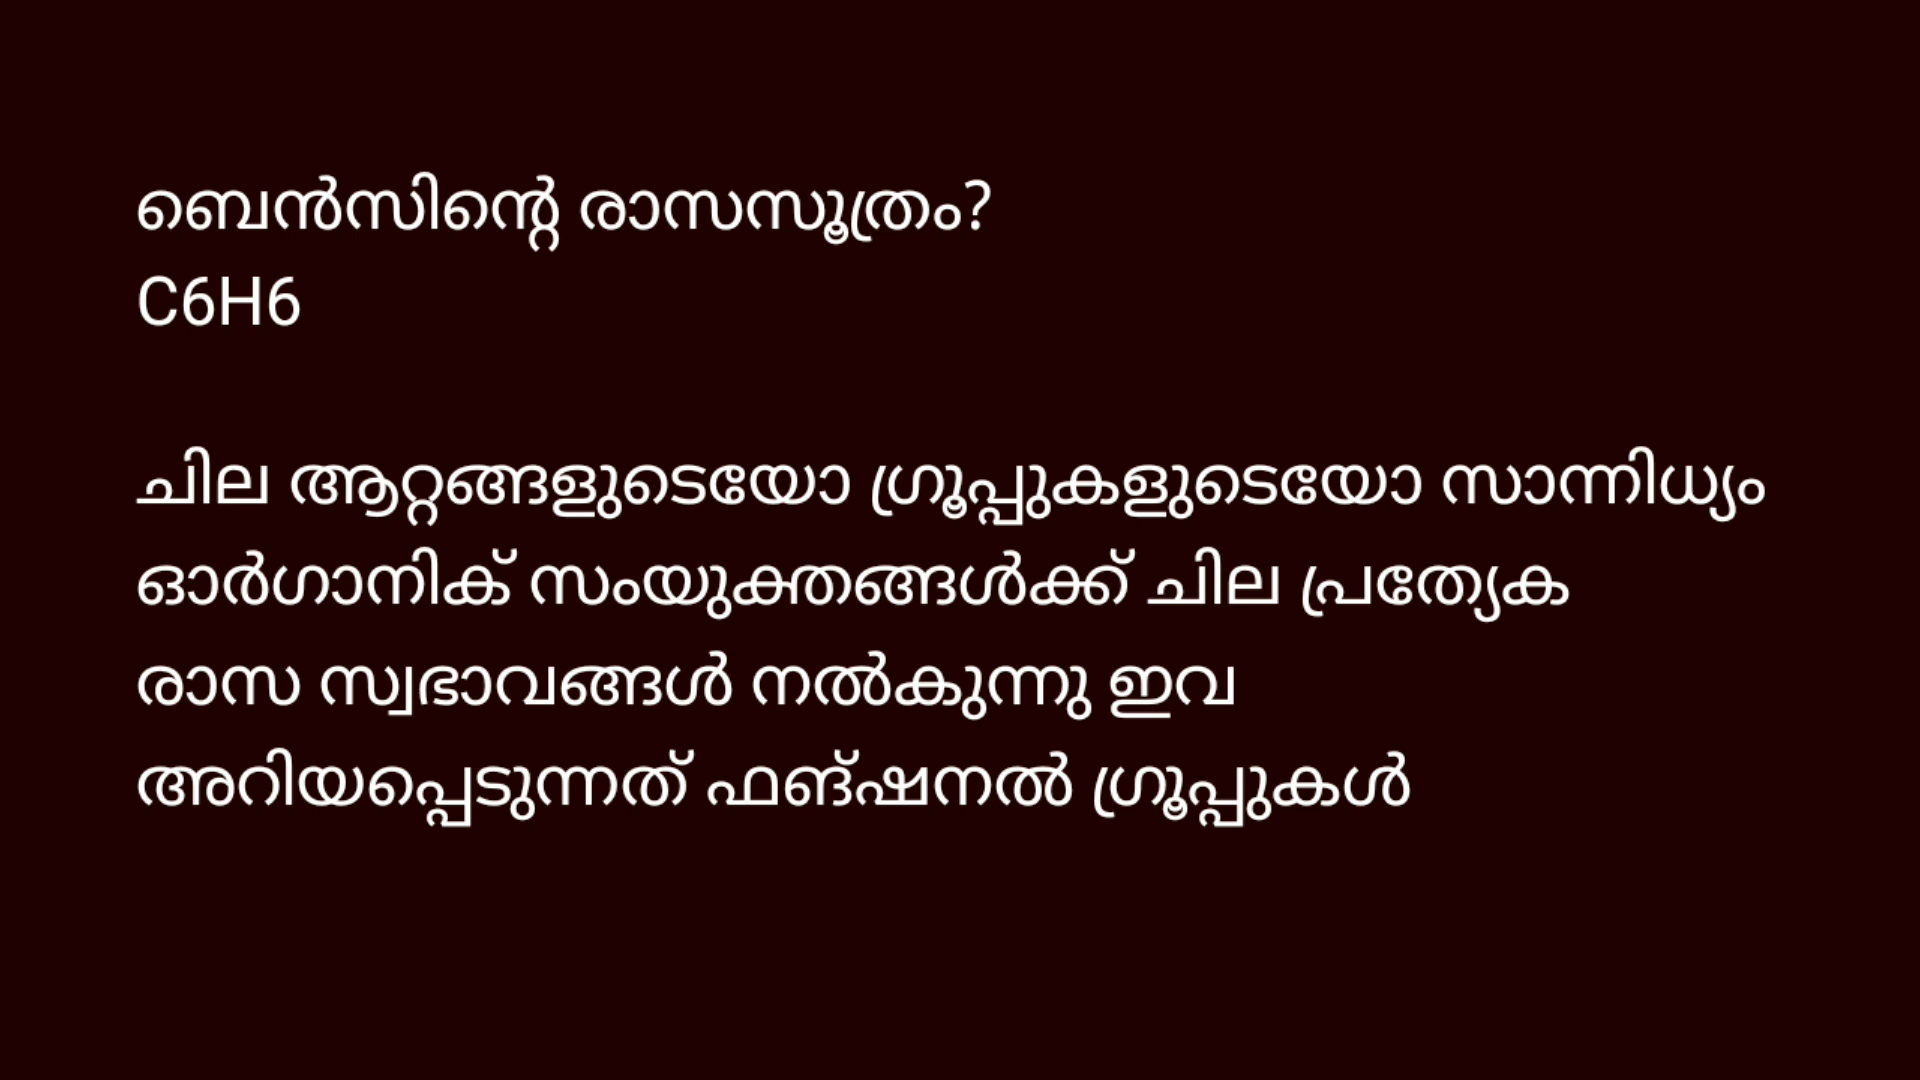 ബെൻസിന്റെ രാസസൂത്രം?
C6H6
ചില ആറ്റങ്ങളുടെയോ ഗ്രൂപ്പുകളുടെയോ സാന്നിധ്യം
ഓർഗാനിക് സംയുക്തങ്ങൾക്ക് ചില പ്രത്യേക
രാസ സ്വഭാവങ്ങൾ നൽകുന്നു ഇവ
അറിയപ്പെടുന്നത് ഫങ്ഷനൽ ഗ്രൂപ്പുകൾ